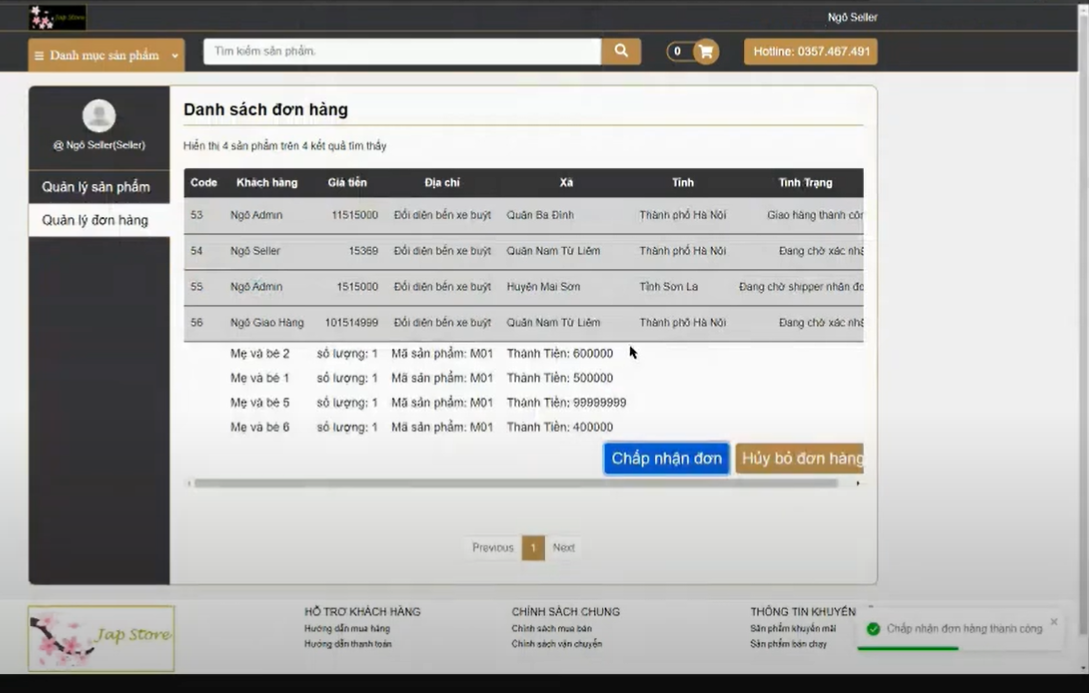 Jap Store
Ngô Seller
Danh mục sản phẩm
Tìm kiếm sản phẩm.
0
Hotline: 0357.467.491
@ Ngô Seller(Seller)
Quản lý sản phẩm
Quản lý đơn hàng
Danh sách đơn hàng
Hiển thị 4 sản phẩm trên 4 kết quả tìm thấy
Code Khách hàng Giá tiền Địa chỉ Xã Tỉnh Tình Trạng
53 Ngô Admin 11515000 Đối diện bến xe buýt Quận Ba Đình Thành phố Hà Nội Giao hàng thành côn
54 Ngô Seller 15369 Đối diện bến xe buýt Quận Nam Từ Liêm Thành phố Hà Nội Đang chờ xác nhậ
55 Ngô Admin 1515000 Đối diện bến xe buýt Huyện Mai Sơn Tỉnh Sơn La Đang chờ shipper nhận đơ
56 Ngô Giao Hàng 101514999 Đối diện bến xe buýt Quận Nam Từ Liêm Thành phố Hà Nội Đang chờ xác nhậ
Mẹ và bé 2 số lượng: 1 Mã sản phẩm: M01 Thành Tiền: 600000
Mẹ và bé 1 số lượng: 1 Mã sản phẩm: M01 Thành Tiền: 500000
Mẹ và bé 5 số lượng: 1 Mã sản phẩm: M01 Thành Tiền: 99999999
Mẹ và bé 6 số lượng: 1 Mã sản phẩm: M01 Thành Tiền: 400000
Chấp nhận đơn Hủy bỏ đơn hàng
Previous 1 Next
Jap Store
HỖ TRỢ KHÁCH HÀNG
Hướng dẫn mua hàng
Hướng dẫn thanh toán
CHÍNH SÁCH CHUNG
Chính sách mua bán
Chính sách vận chuyển
THÔNG TIN KHUYẾN
Sản phẩm khuyến mãi
Sản phẩm bán chạy
Chấp nhận đơn hàng thành công